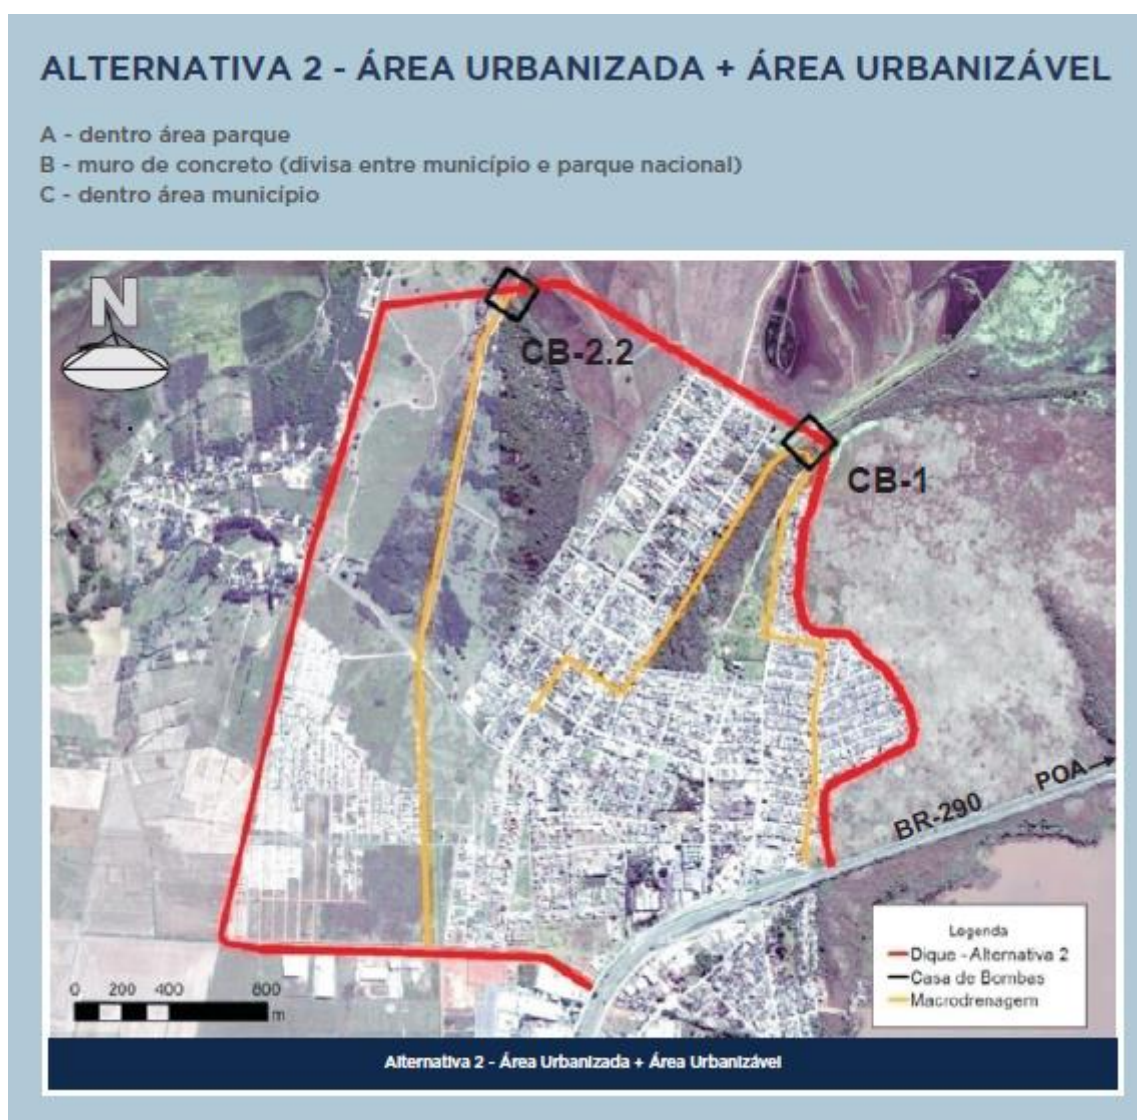 ALTERNATIVA 2 - ÁREA URBANIZADA + ÁREA URBANIZÁVEL
A - dentro área parque
B - muro de concreto (divisa entre município e parque nacional)
C - dentro área município
N
CB-2.2
CB-1
POA
BR-290
Legenda
Dique - Alternativa 2
Casa de Bombas
Macrodrenagem
0 200 400 800
m
Alternativa 2 - Área Urbanizada + Área Urbanizável